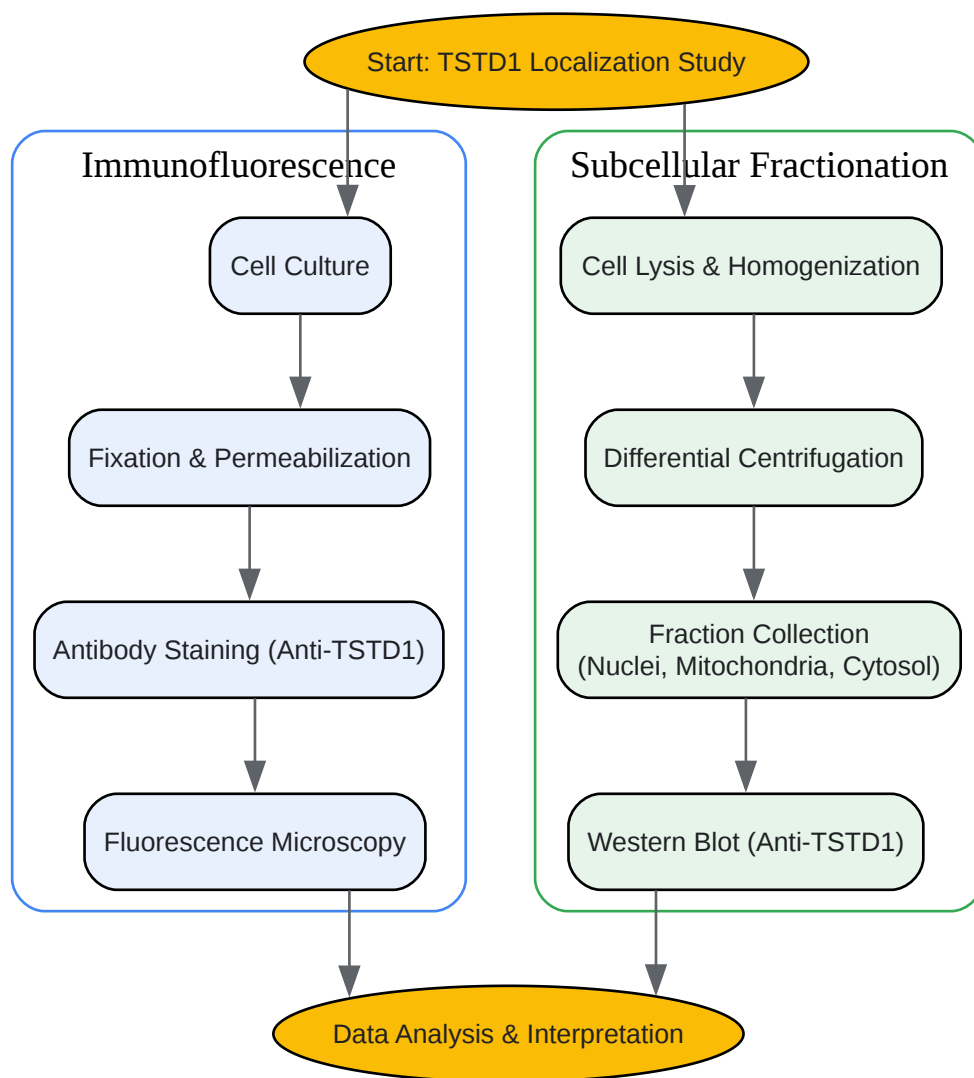 Start: TSTD1 Localization Study
Immunofluorescence
Cell Culture
Fixation & Permeabilization
Antibody Staining (Anti-TSTD1)
Fluorescence Microscopy
Subcellular Fractionation
Cell Lysis & Homogenization
Differential Centrifugation
Fraction Collection
(Nuclei, Mitochondria, Cytosol)
Western Blot (Anti-TSTD1)
Data Analysis & Interpretation